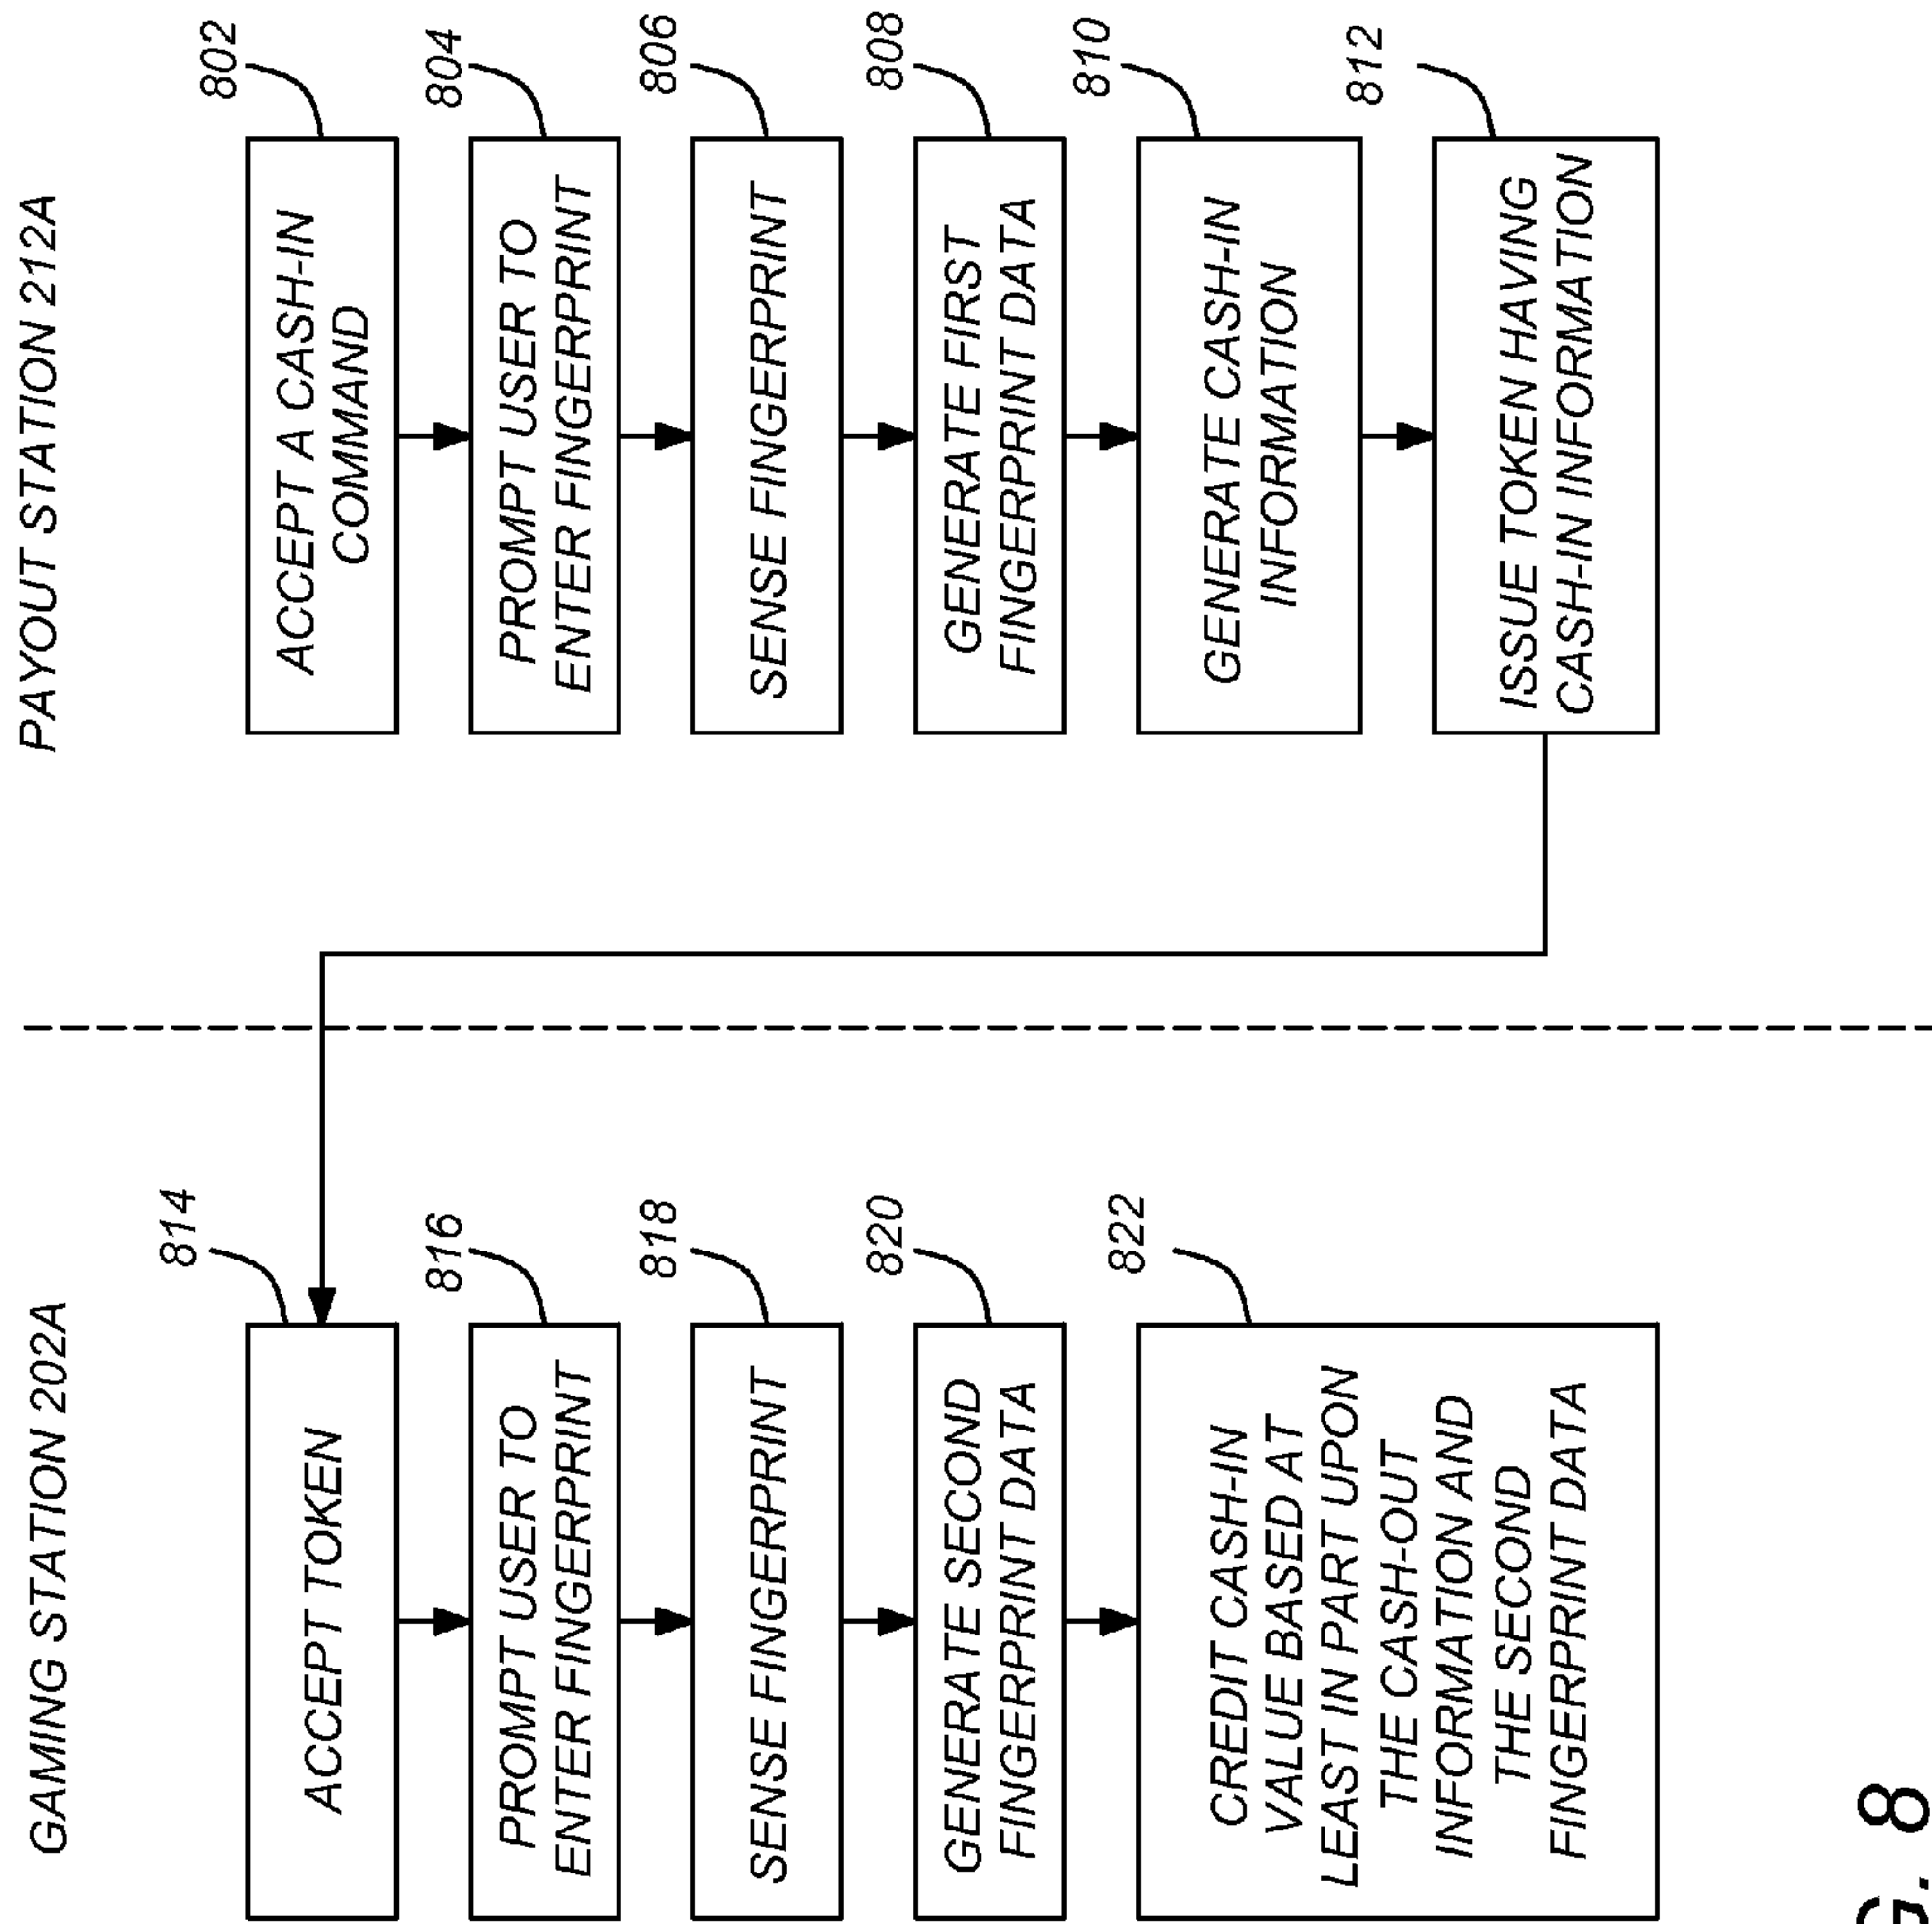 GAMING STATION 202A
814
ACCEPT TOKEN
816
PROMPT USER TO
ENTER FINGERPRINT
818
SENSE FINGERPRINT
820
GENERATE SECOND
FINGERPRINT DATA
822
CREDIT CASH-IN
VALUE BASED AT
LEAST IN PART UPON
THE CASH-OUT
INFORMATION AND
THE SECOND
FINGERPRINT DATA
PAYOUT STATION 212A
802
ACCEPT A CASH-IN
COMMAND
804
PROMPT USER TO
ENTER FINGERPRINT
806
SENSE FINGERPRINT
808
GENERATE FIRST
FINGERPRINT DATA
810
GENERATE CASH-IN
INFORMATION
812
ISSUE TOKEN HAVING
CASH-IN INFORMATION
G. 8